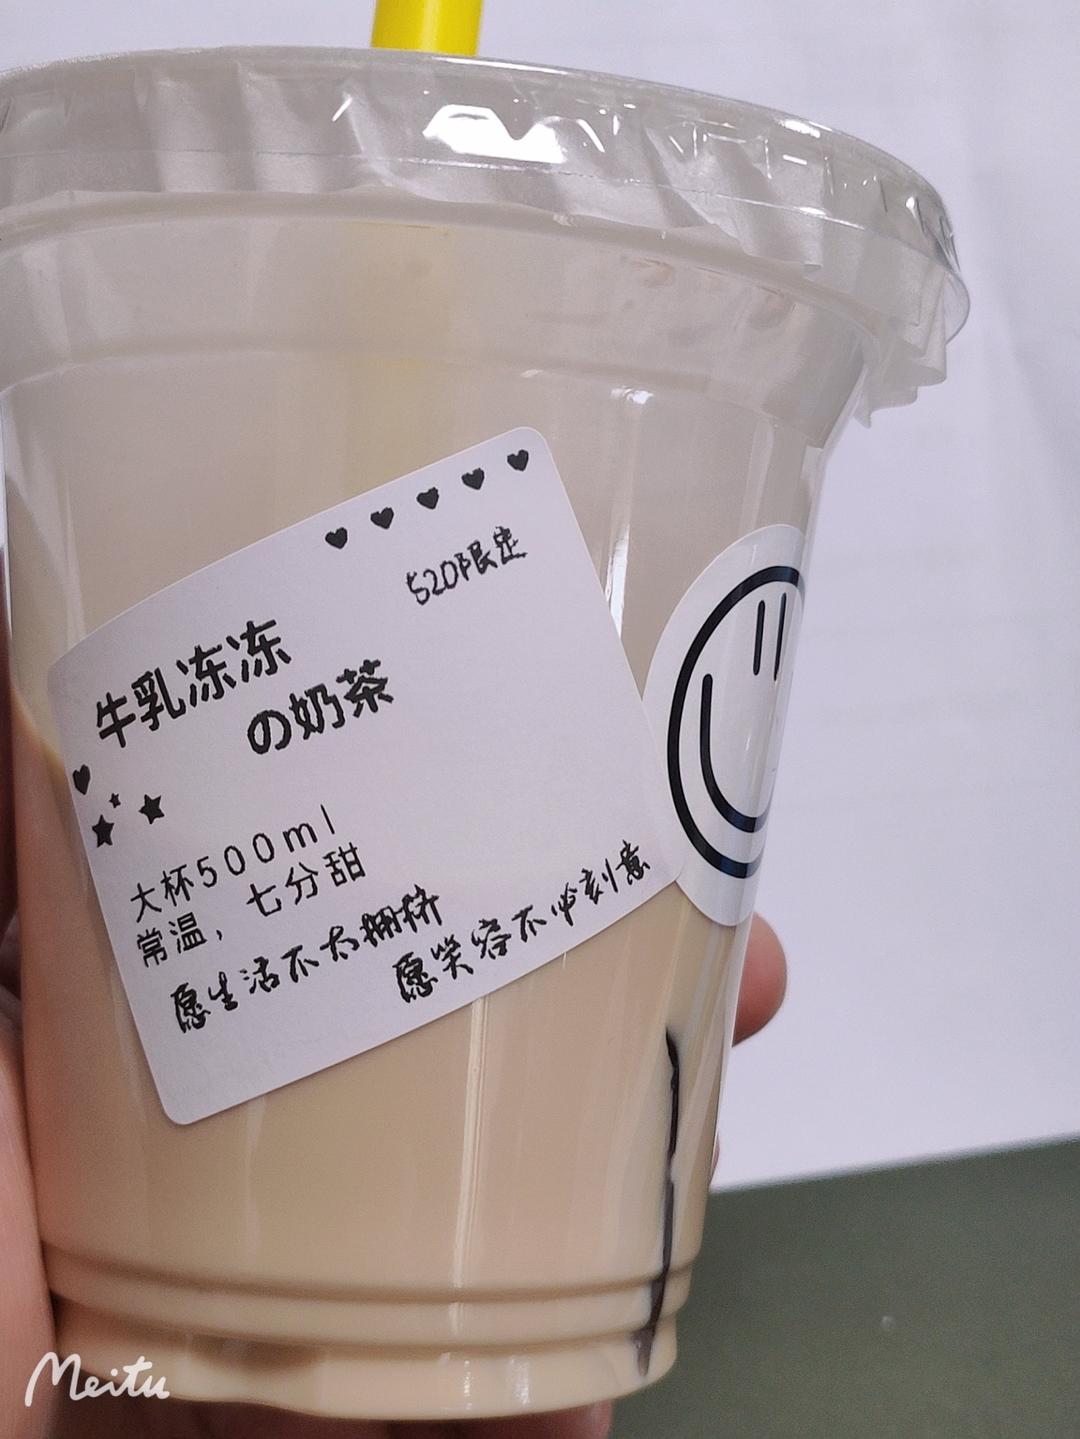 520限定
牛乳冻冻
の奶茶
大杯500ml
常温，七分甜
愿生活不太拥挤
愿笑容不必刻意
Meitu